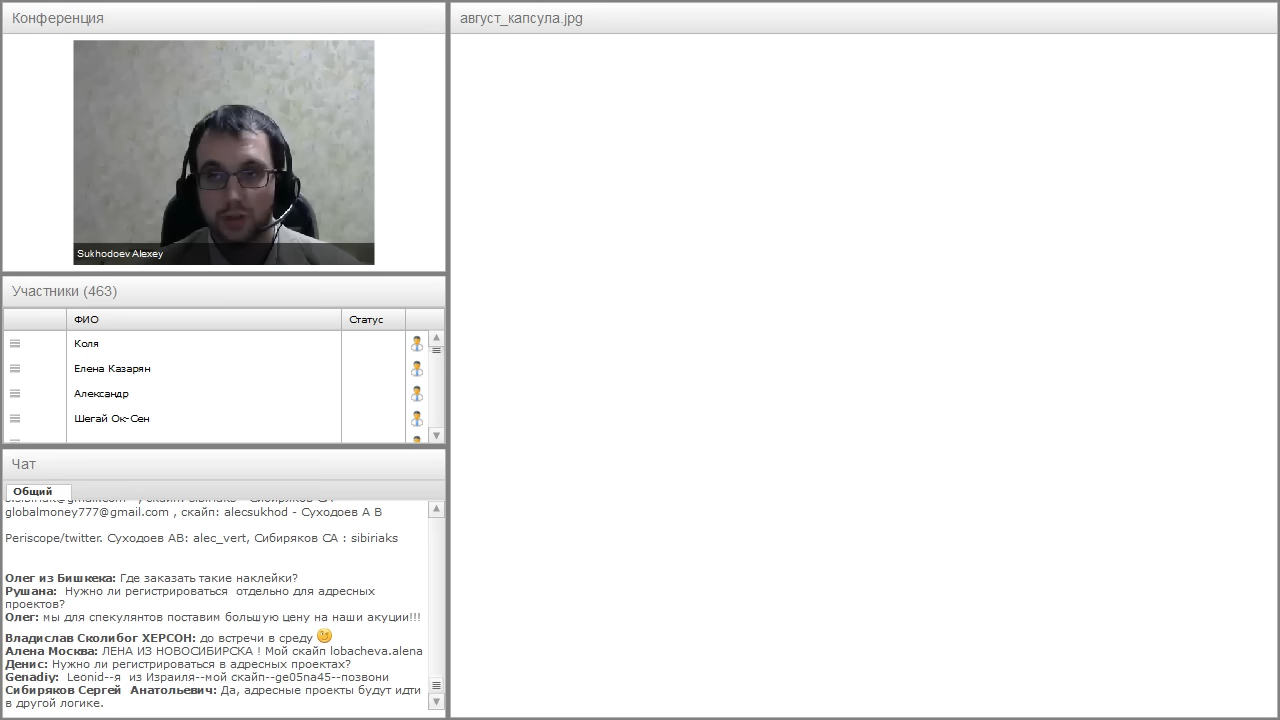 Конференция
август_капсула.jpg
Sukhodoev Alexey
Участники (463)
ФИО
Статус
Коля
Елена Казарян
Александр
Шегай Ок-Сен
Чат
Общий
globalmoney777@gmail.com , скайп: alecsukhod - Суходоев А В
Periscope/twitter. Суходоев АВ: alec_vert, Сибиряков СА : sibiriaks
Олег из Бишкека: Где заказать такие наклейки?
Рушана:  Нужно ли регистрироваться  отдельно для адресных
проектов?
Олег: мы для спекулянтов поставим большую цену на наши акуции!!!
Владислав Сколибог ХЕРСОН: до встречи в среду
Алена Москва: ЛЕНА ИЗ НОВОСИБИРСКА ! Мой скайп lobacheva.alena
Денис: Нужно ли регистрироваться в адресных проектах?
Genadiy:  Leonid--я  из Израиля--мой скайп--ge05na45--позвони
Сибиряков Сергей  Анатольевич: Да, адресные проекты будут идти
в другой логике.